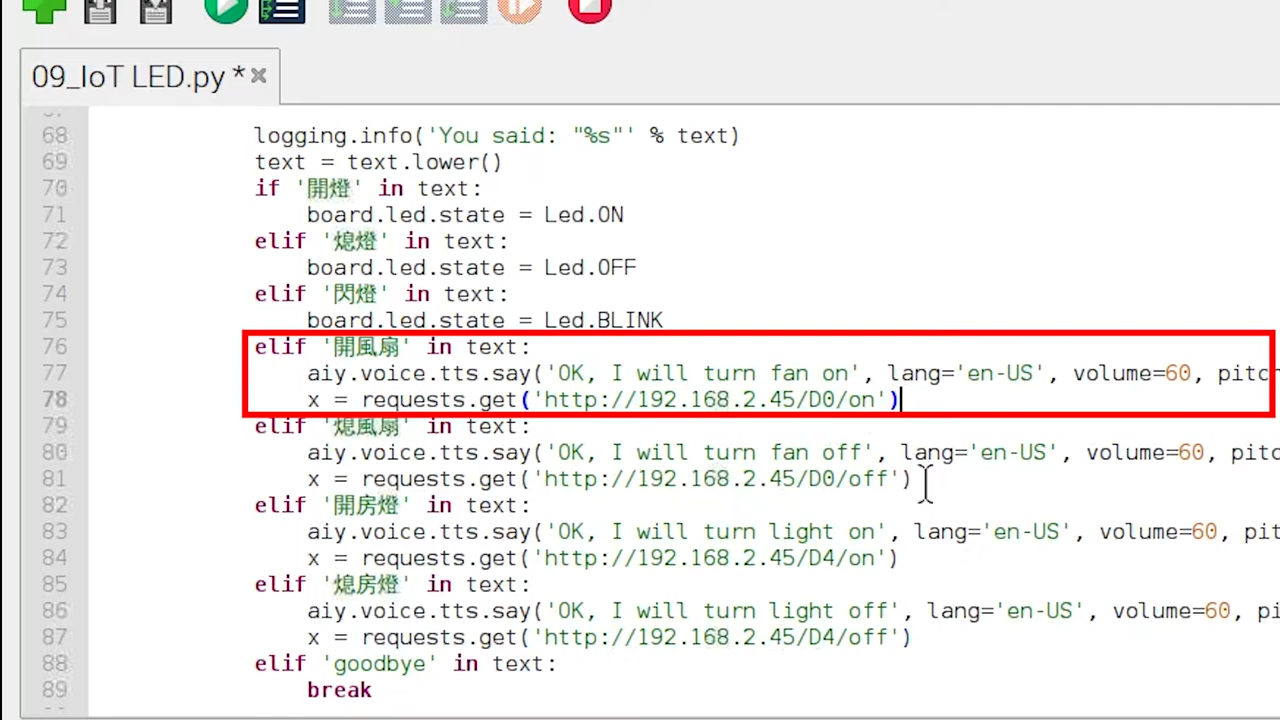 09_IoT LED.py *
68 logging.info('You said: "%s"' % text)
69 text = text.lower()
70 if '開燈' in text:
71 board.led.state = Led.ON
72 elif '熄燈' in text:
73 board.led.state = Led.OFF
74 elif '閃燈' in text:
75 board.led.state = Led.BLINK
76 elif '開風扇' in text:
77 aiy.voice.tts.say('OK, I will turn fan on', lang='en-US', volume=60, pitch
78 x = requests.get('http://192.168.2.45/D0/on')
79 elif '熄風扇' in text:
80 aiy.voice.tts.say('OK, I will turn fan off', lang='en-US', volume=60, pitc
81 x = requests.get('http://192.168.2.45/D0/off')
82 elif '開房燈' in text:
83 aiy.voice.tts.say('OK, I will turn light on', lang='en-US', volume=60, pit
84 x = requests.get('http://192.168.2.45/D4/on')
85 elif '熄房燈' in text:
86 aiy.voice.tts.say('OK, I will turn light off', lang='en-US', volume=60, pi
87 x = requests.get('http://192.168.2.45/D4/off')
88 elif 'goodbye' in text:
89 break